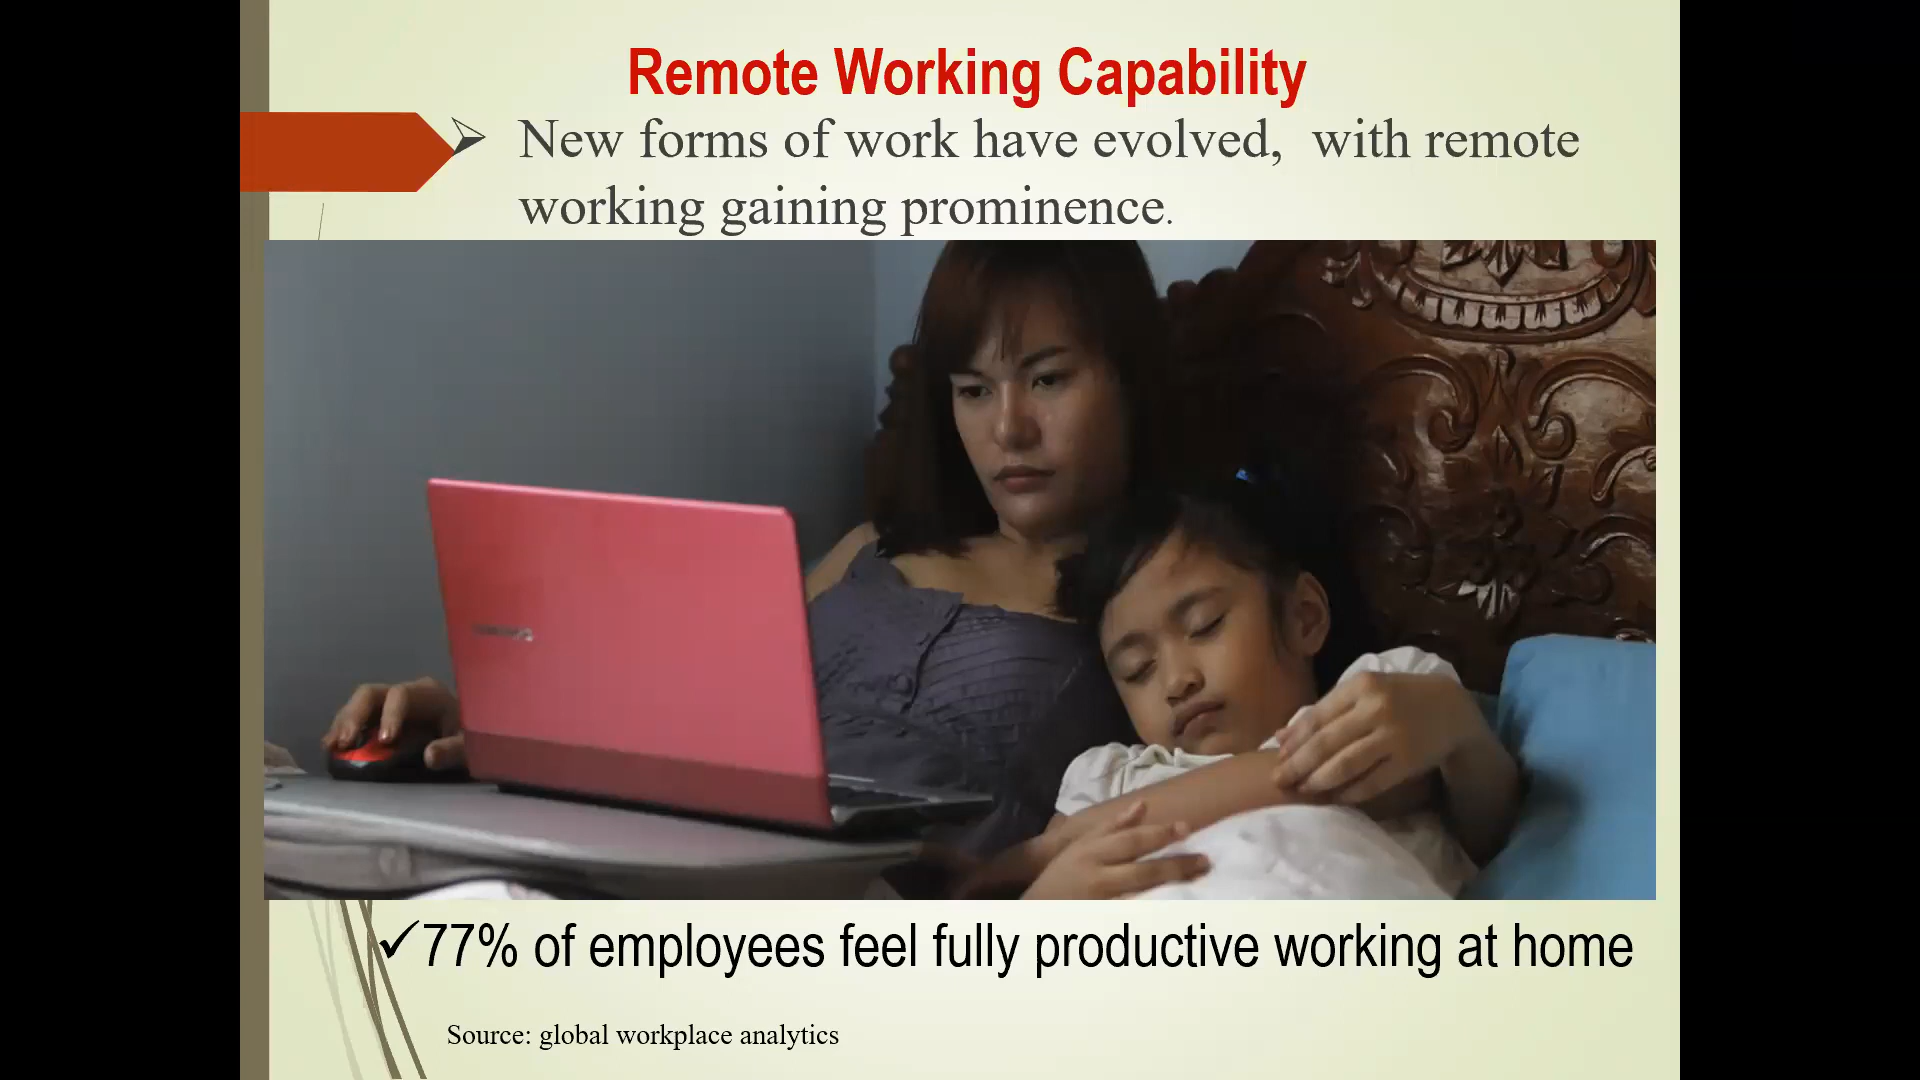 Remote Working Capability
➢ New forms of work have evolved,  with remote
working gaining prominence.
✓77% of employees feel fully productive working at home
Source: global workplace analytics